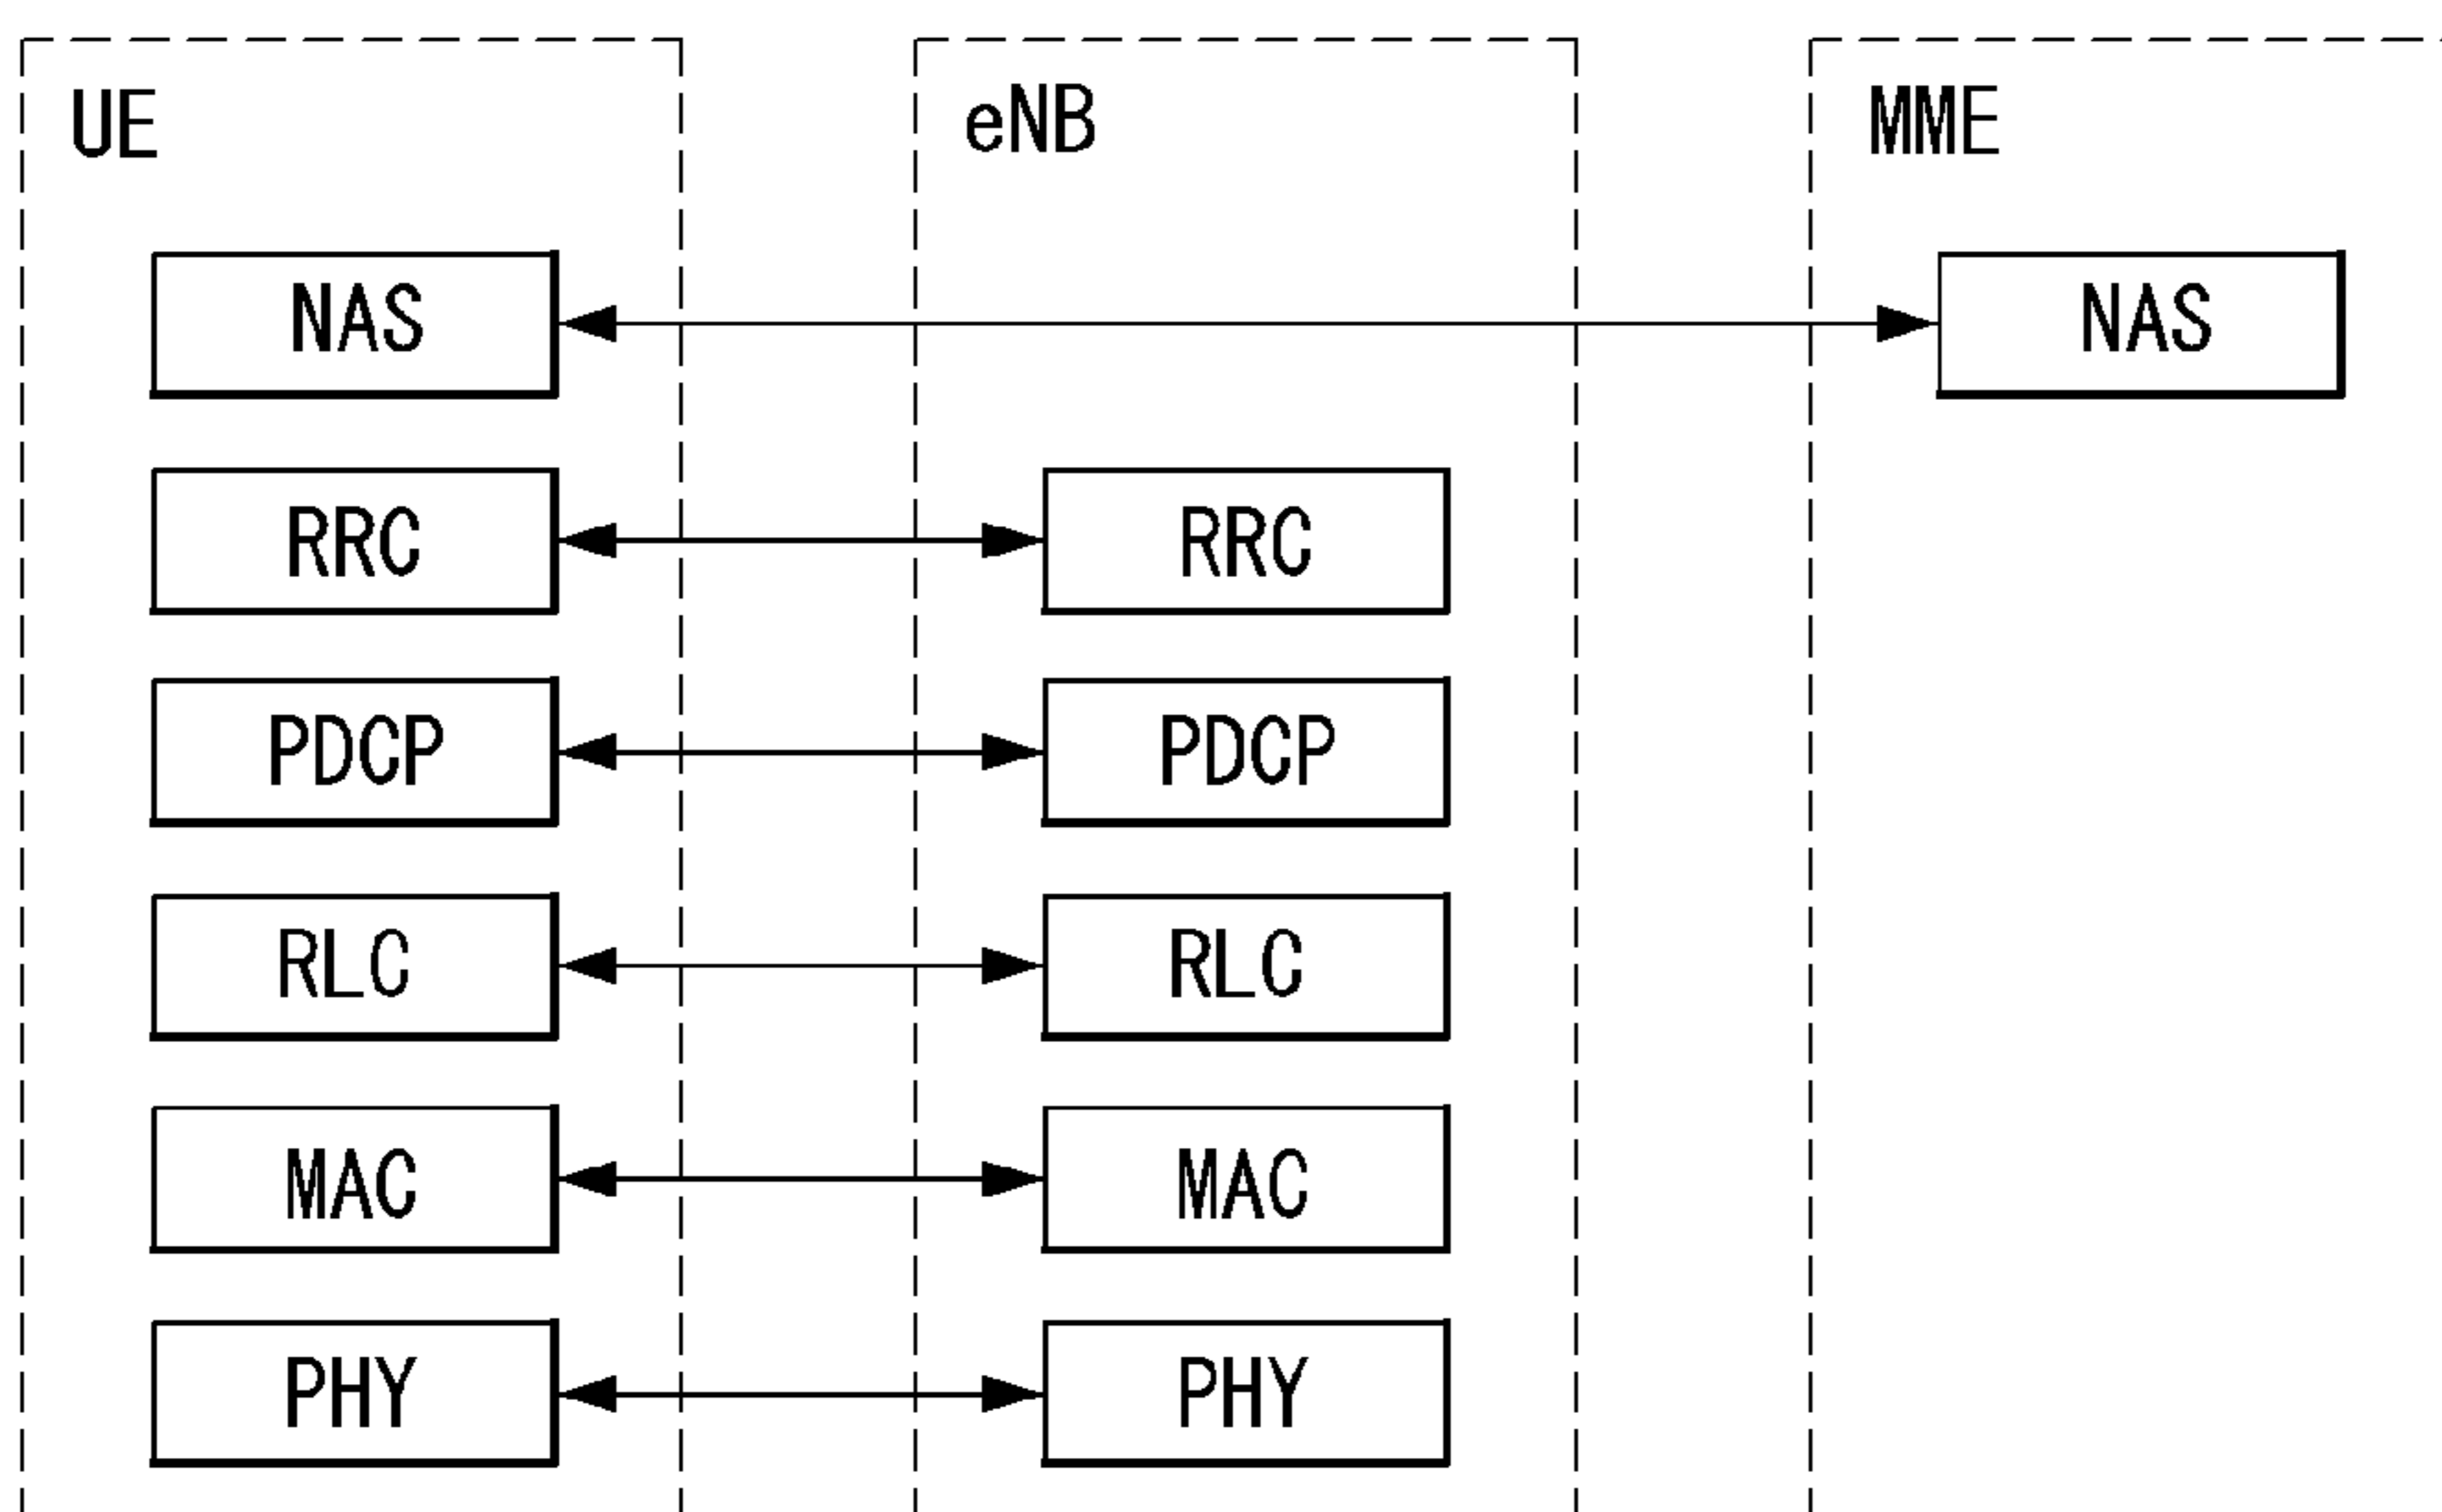 UE eNB MME
NAS NAS
RRC RRC
PDCP PDCP
RLC RLC
MAC MAC
PHY PHY